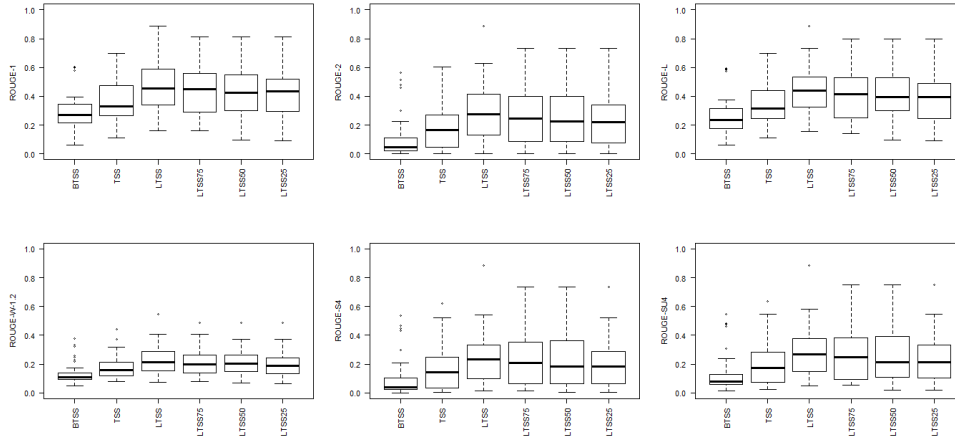 ROUGE-1
1.0
0.8
0.6
0.4
0.2
0.0
BTSS
TSS
LTSS
LTSS75
LTSS50
LTSS25
ROUGE-2
1.0
0.8
0.6
0.4
0.2
0.0
BTSS
TSS
LTSS
LTSS75
LTSS50
LTSS25
ROUGE-L
1.0
0.8
0.6
0.4
0.2
0.0
BTSS
TSS
LTSS
LTSS75
LTSS50
LTSS25
ROUGE-W-1.2
1.0
0.8
0.6
0.4
0.2
0.0
BTSS
TSS
LTSS
LTSS75
LTSS50
LTSS25
ROUGE-S4
1.0
0.8
0.6
0.4
0.2
0.0
BTSS
TSS
LTSS
LTSS75
LTSS50
LTSS25
ROUGE-SU4
1.0
0.8
0.6
0.4
0.2
0.0
BTSS
TSS
LTSS
LTSS75
LTSS50
LTSS25